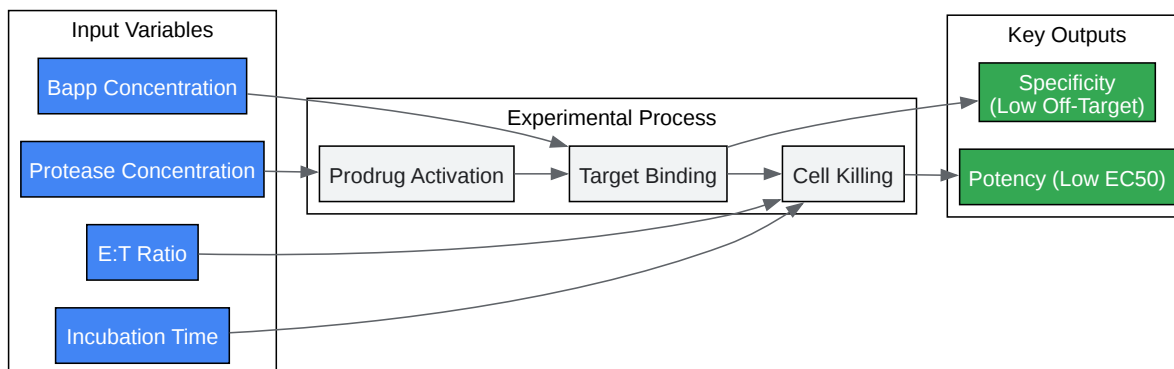 Input Variables
Bapp Concentration
Protease Concentration
E:T Ratio
Incubation Time
Experimental Process
Prodrug Activation
Target Binding
Cell Killing
Key Outputs
Specificity
(Low Off-Target)
Potency (Low EC50)